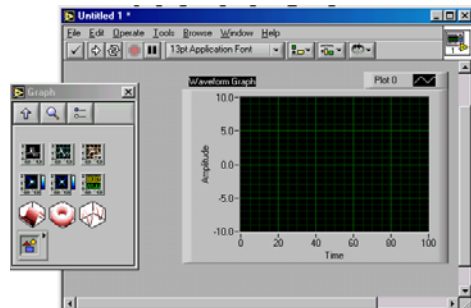 Untitled 1 *
File Edit Operate Tools Browse Window Help
13pt Application Font
1
Graph
Waveform Graph
Plot 0
10.0
5.0
0.0
-5.0
-10.0
Amplitude
0 20 40 60 80 100
Time